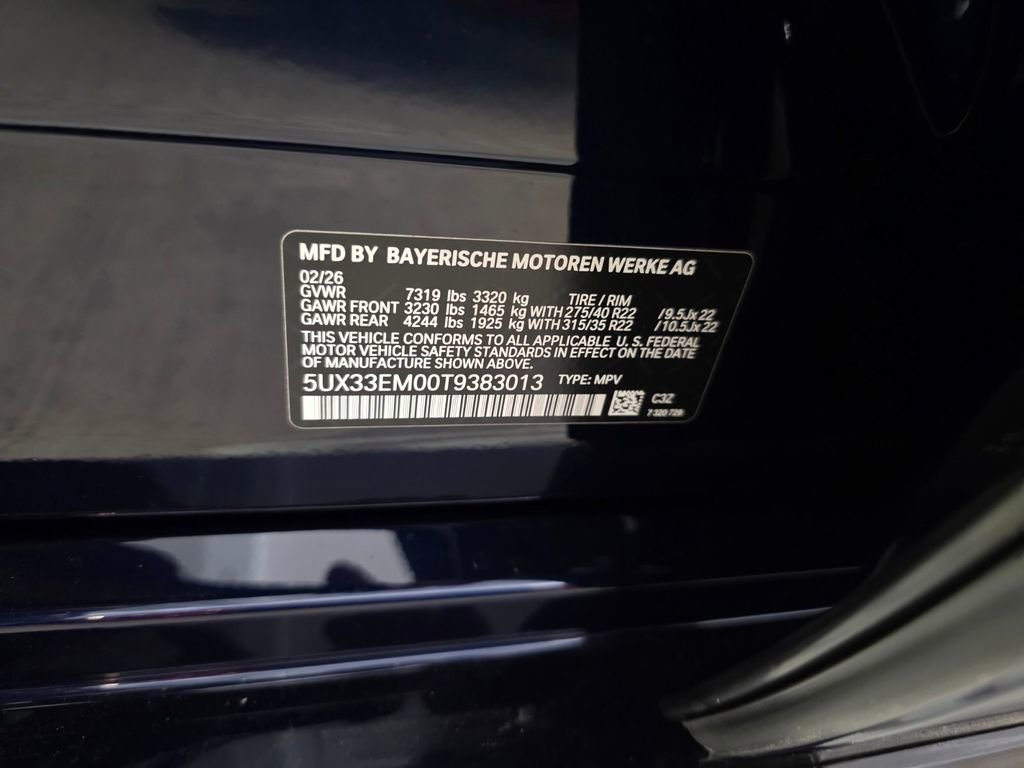 MFD BY BAYERISCHE MOTOREN WERKE AG
02/26
GVWR 7319 lbs 3320 kg TIRE / RIM
GAWR FRONT 3230 lbs 1465 kg WITH 275/40 R22 /9.5Jx22
GAWR REAR 4244 lbs 1925 kg WITH 315/35 R22 /10.5Jx22
THIS VEHICLE CONFORMS TO ALL APPLICABLE U. S. FEDERAL
MOTOR VEHICLE SAFETY STANDARDS IN EFFECT ON THE DATE
OF MANUFACTURE SHOWN ABOVE.
5UX33EM00T9383013 TYPE: MPV
C3Z
7 320 729